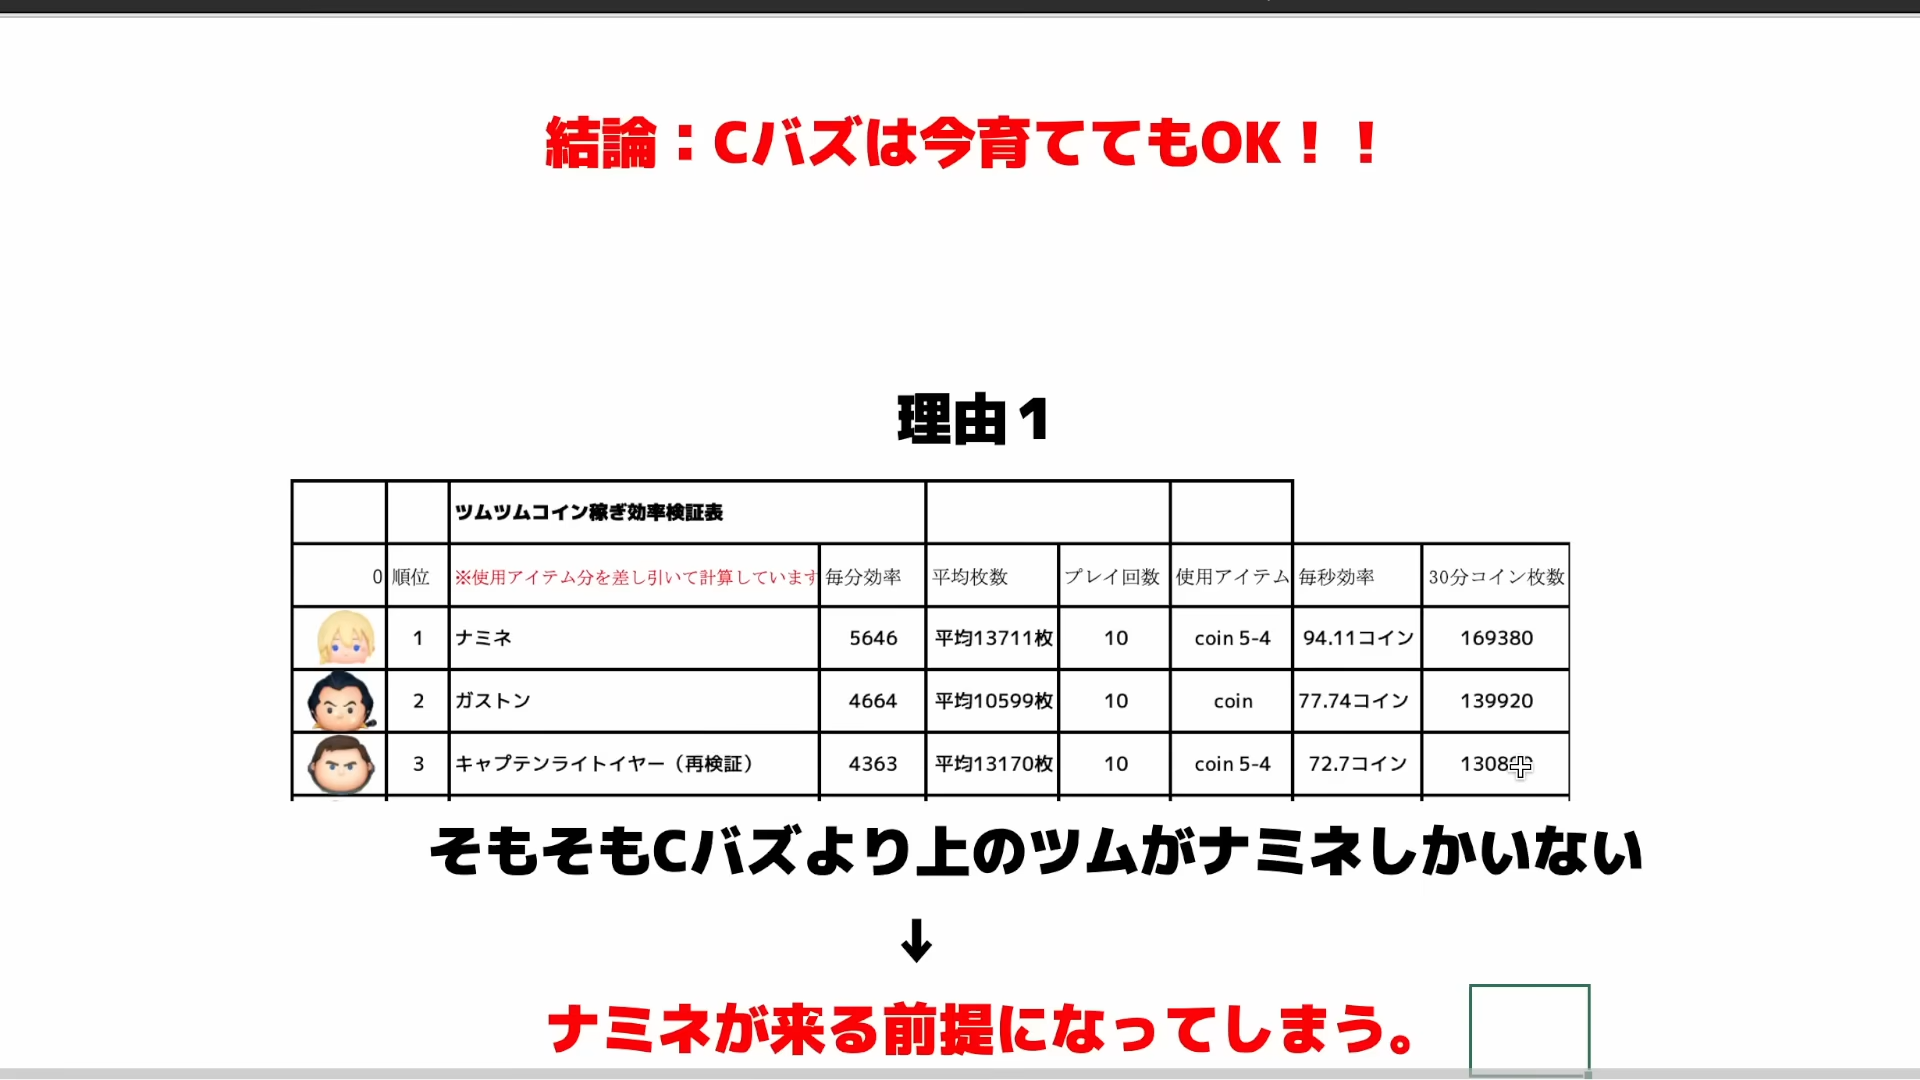 結論：Cバズは今育ててもOK！！
理由１
ツムツムコイン稼ぎ効率検証表
0 順位 ※使用アイテム分を差し引いて計算しています 毎分効率 平均枚数 プレイ回数 使用アイテム 毎秒効率 30分コイン枚数
1 ナミネ 5646 平均13711枚 10 coin 5-4 94.11コイン 169380
2 ガストン 4664 平均10599枚 10 coin 77.74コイン 139920
3 キャプテンライトイヤー（再検証） 4363 平均13170枚 10 coin 5-4 72.7コイン
そもそもCバズより上のツムがナミネしかいない
↓
ナミネが来る前提になってしまう。